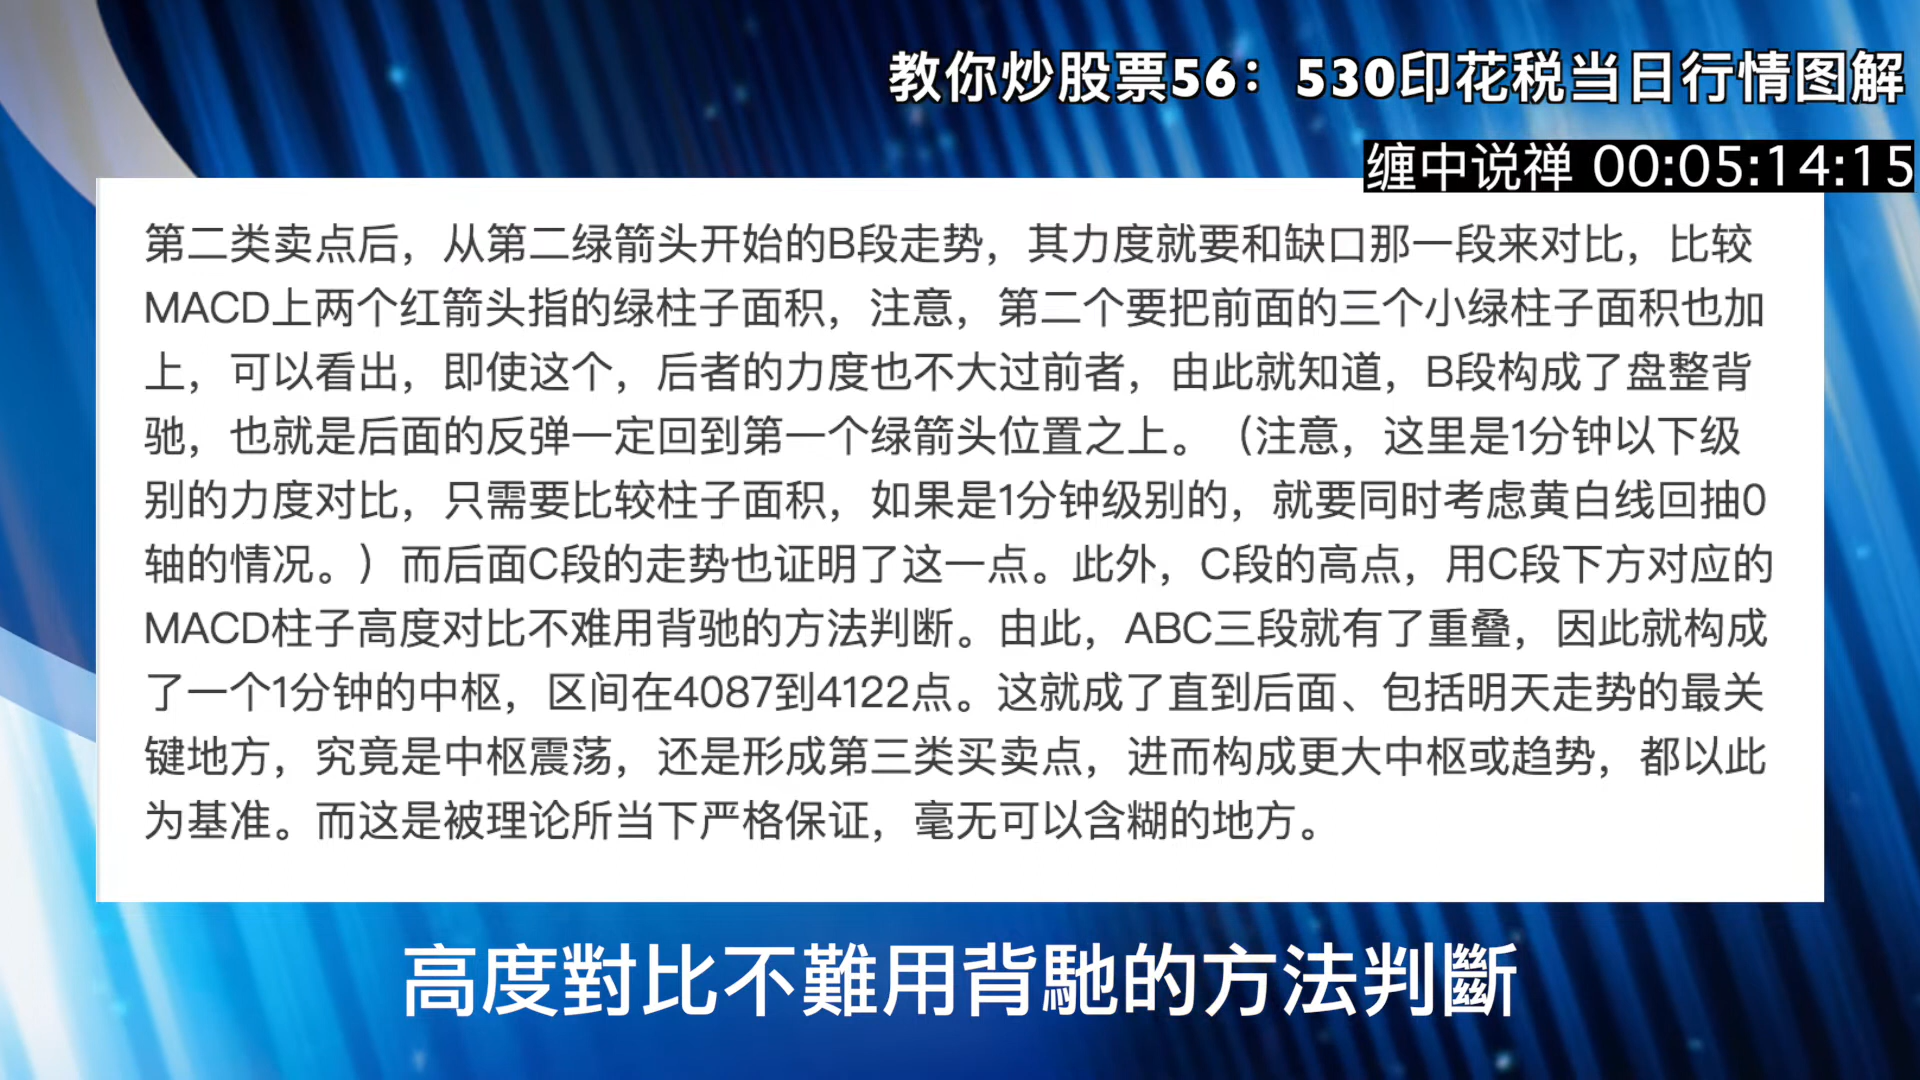 教你炒股票56：530印花税当日行情图解
缠中说禅 00:05:14:15
第二类卖点后，从第二绿箭头开始的B段走势，其力度就要和缺口那一段来对比，比较
MACD上两个红箭头指的绿柱子面积，注意，第二个要把前面的三个小绿柱子面积也加
上，可以看出，即使这个，后者的力度也不大过前者，由此就知道，B段构成了盘整背
驰，也就是后面的反弹一定回到第一个绿箭头位置之上。（注意，这里是1分钟以下级
别的力度对比，只需要比较柱子面积，如果是1分钟级别的，就要同时考虑黄白线回抽0
轴的情况。）而后面C段的走势也证明了这一点。此外，C段的高点，用C段下方对应的
MACD柱子高度对比不难用背驰的方法判断。由此，ABC三段就有了重叠，因此就构成
了一个1分钟的中枢，区间在4087到4122点。这就成了直到后面、包括明天走势的最关
键地方，究竟是中枢震荡，还是形成第三类买卖点，进而构成更大中枢或趋势，都以此
为基准。而这是被理论所当下严格保证，毫无可以含糊的地方。
高度對比不難用背馳的方法判斷